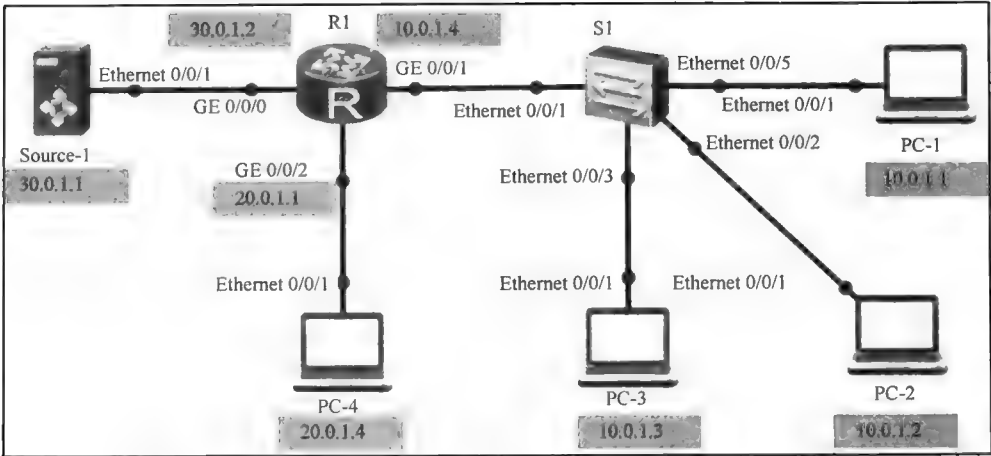 30.0.1.2
R1
10.0.1.4
S1
Ethernet 0/0/1
GE 0/0/1
Ethernet 0/0/5
GE 0/0/0
Ethernet 0/0/1
Ethernet 0/0/1
R
Source-1
Ethernet 0/0/2
PC-1
30.0.1.1
GE 0/0/2
Ethernet 0/0/3
10.0.1.1
20.0.1.1
Ethernet 0/0/1
Ethernet 0/0/1
Ethernet 0/0/1
PC-4
PC-3
PC-2
20.0.1.4
10.0.1.3
10.0.1.2